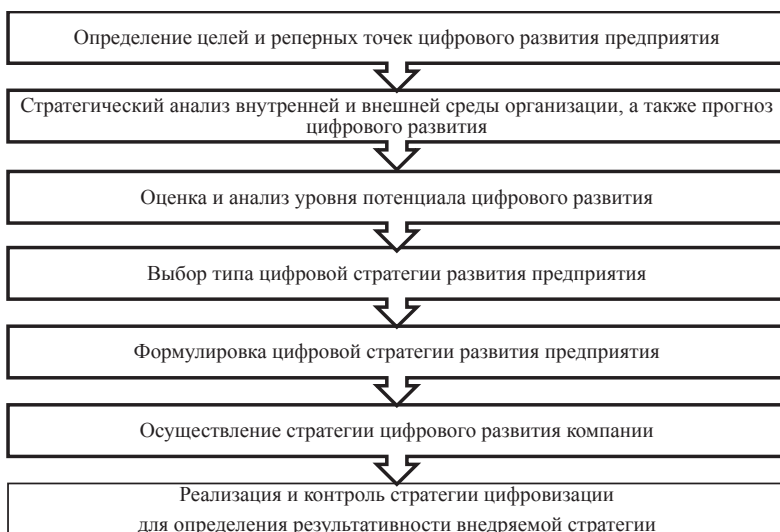 Определение целей и реперных точек цифрового развития предприятия
Стратегический анализ внутренней и внешней среды организации, а также прогноз
цифрового развития
Оценка и анализ уровня потенциала цифрового развития
Выбор типа цифровой стратегии развития предприятия
Формулировка цифровой стратегии развития предприятия
Осуществление стратегии цифрового развития компании
Реализация и контроль стратегии цифровизации
для определения результативности внедряемой стратегии